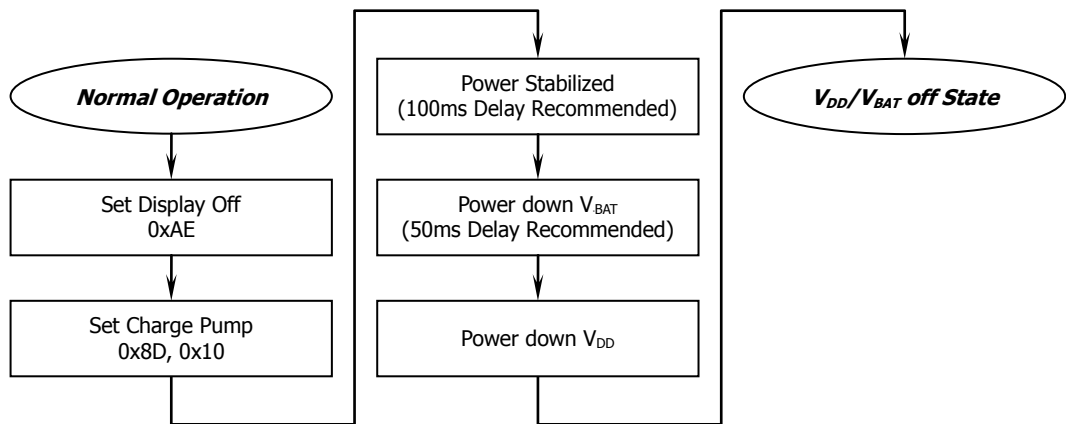 Normal Operation
Set Display Off
0xAE
Set Charge Pump
0x8D, 0x10
Power Stabilized
(100ms Delay Recommended)
Power down VBAT
(50ms Delay Recommended)
Power down VDD
VDD/VBAT off State